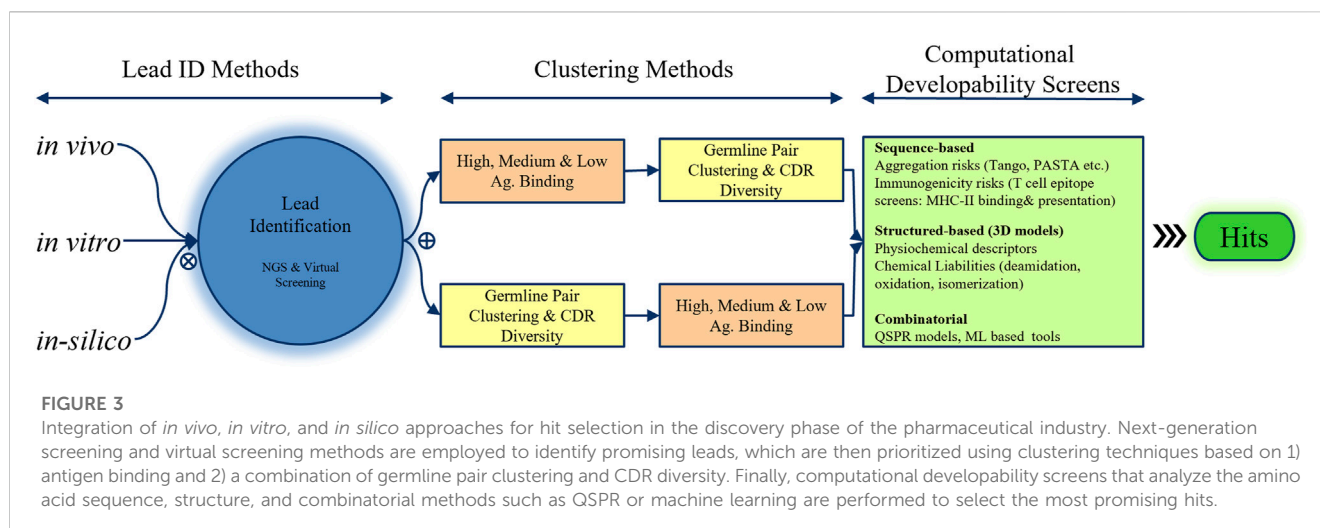 Lead ID Methods
Clustering Methods
Computational
Developability Screens
in vivo
in vitro
in-silico
⊗
Lead
Identification
NGS & Virtual
Screening
⊕
High, Medium & Low
Ag. Binding
Germline Pair
Clustering & CDR
Diversity
Germline Pair
Clustering & CDR
Diversity
High, Medium & Low
Ag. Binding
Sequence-based
Aggregation risks (Tango, PASTA etc.)
Immunogenicity risks (T cell epitope
screens: MHC-II binding& presentation)
Structured-based (3D models)
Physiochemical descriptors
Chemical Liabilities (deamidation,
oxidation, isomerization)
Combinatorial
QSPR models, ML based tools
Hits
FIGURE 3
Integration of in vivo, in vitro, and in silico approaches for hit selection in the discovery phase of the pharmaceutical industry. Next-generation
screening and virtual screening methods are employed to identify promising leads, which are then prioritized using clustering techniques based on 1)
antigen binding and 2) a combination of germline pair clustering and CDR diversity. Finally, computational developability screens that analyze the amino
acid sequence, structure, and combinatorial methods such as QSPR or machine learning are performed to select the most promising hits.